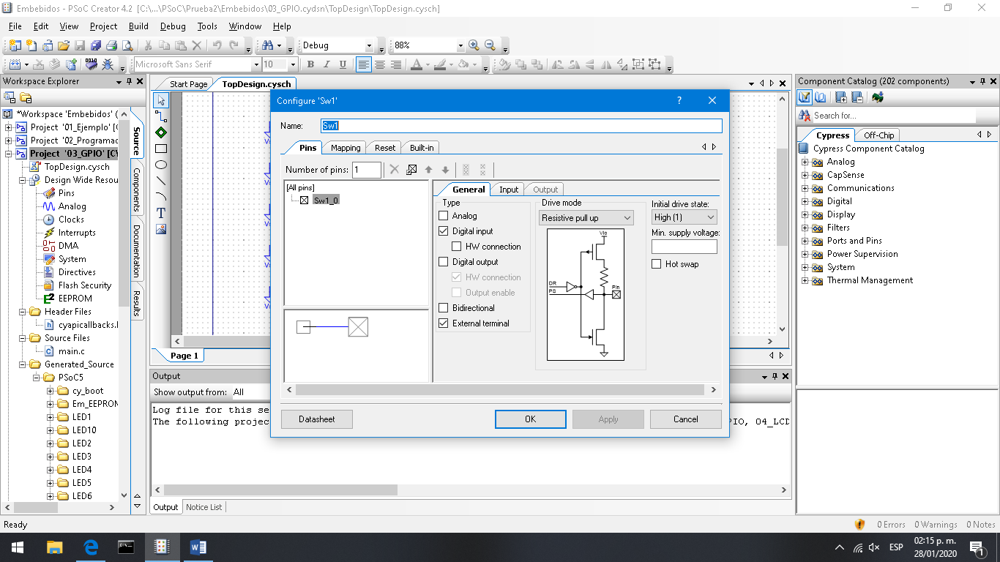 Embebidos - PSoC Creator 4.2 [C:\...\PSoC\Prueba2\Embebidos\03_GPIO.cydsn\TopDesign\TopDesign.cysch]
File Edit View Project Build Debug Tools Window Help
Debug 88%
Microsoft Sans Serif 10 B I U A
Workspace Explorer
*Workspace 'Embebidos' (
Project '01_Ejemplo' [C
Project '02_Programac
Project '03_GPIO' [CY
TopDesign.cysch
Design Wide Resou
Pins
Analog
Clocks
Interrupts
DMA
System
Directives
Flash Security
EEPROM
Header Files
cyapicallbacks.h
Source Files
main.c
Generated_Source
PSoC5
cy_boot
Em_EEPROM
LED1
LED10
LED2
LED3
LED4
LED5
LED6
Source
Components
Documentation
Results
Start Page TopDesign.cysch
T
Page 1
Configure 'Sw1'
? 
Name: Sw1
Pins Mapping Reset Built-in
Number of pins: 1
[All pins]
Sw1_0
General Input Output
Type
Analog
Digital input
HW connection
Digital output
HW connection
Output enable
Bidirectional
External terminal
Drive mode
Resistive pull up
Vio
DR
PS
Pin
Initial drive state:
High (1)
Min. supply voltage:
Hot swap
Datasheet OK Apply Cancel
Output
Show output from: All
Log file for this se
The following projec
PIO, 04_LCD
Output Notice List
Component Catalog (202 components)
Search for...
Cypress Off-Chip
Cypress Component Catalog
Analog
CapSense
Communications
Digital
Display
Filters
Ports and Pins
Power Supervision
System
Thermal Management
Ready 0 Errors 0 Warnings 0 Notes
ESP
02:15 p. m.
28/01/2020
1